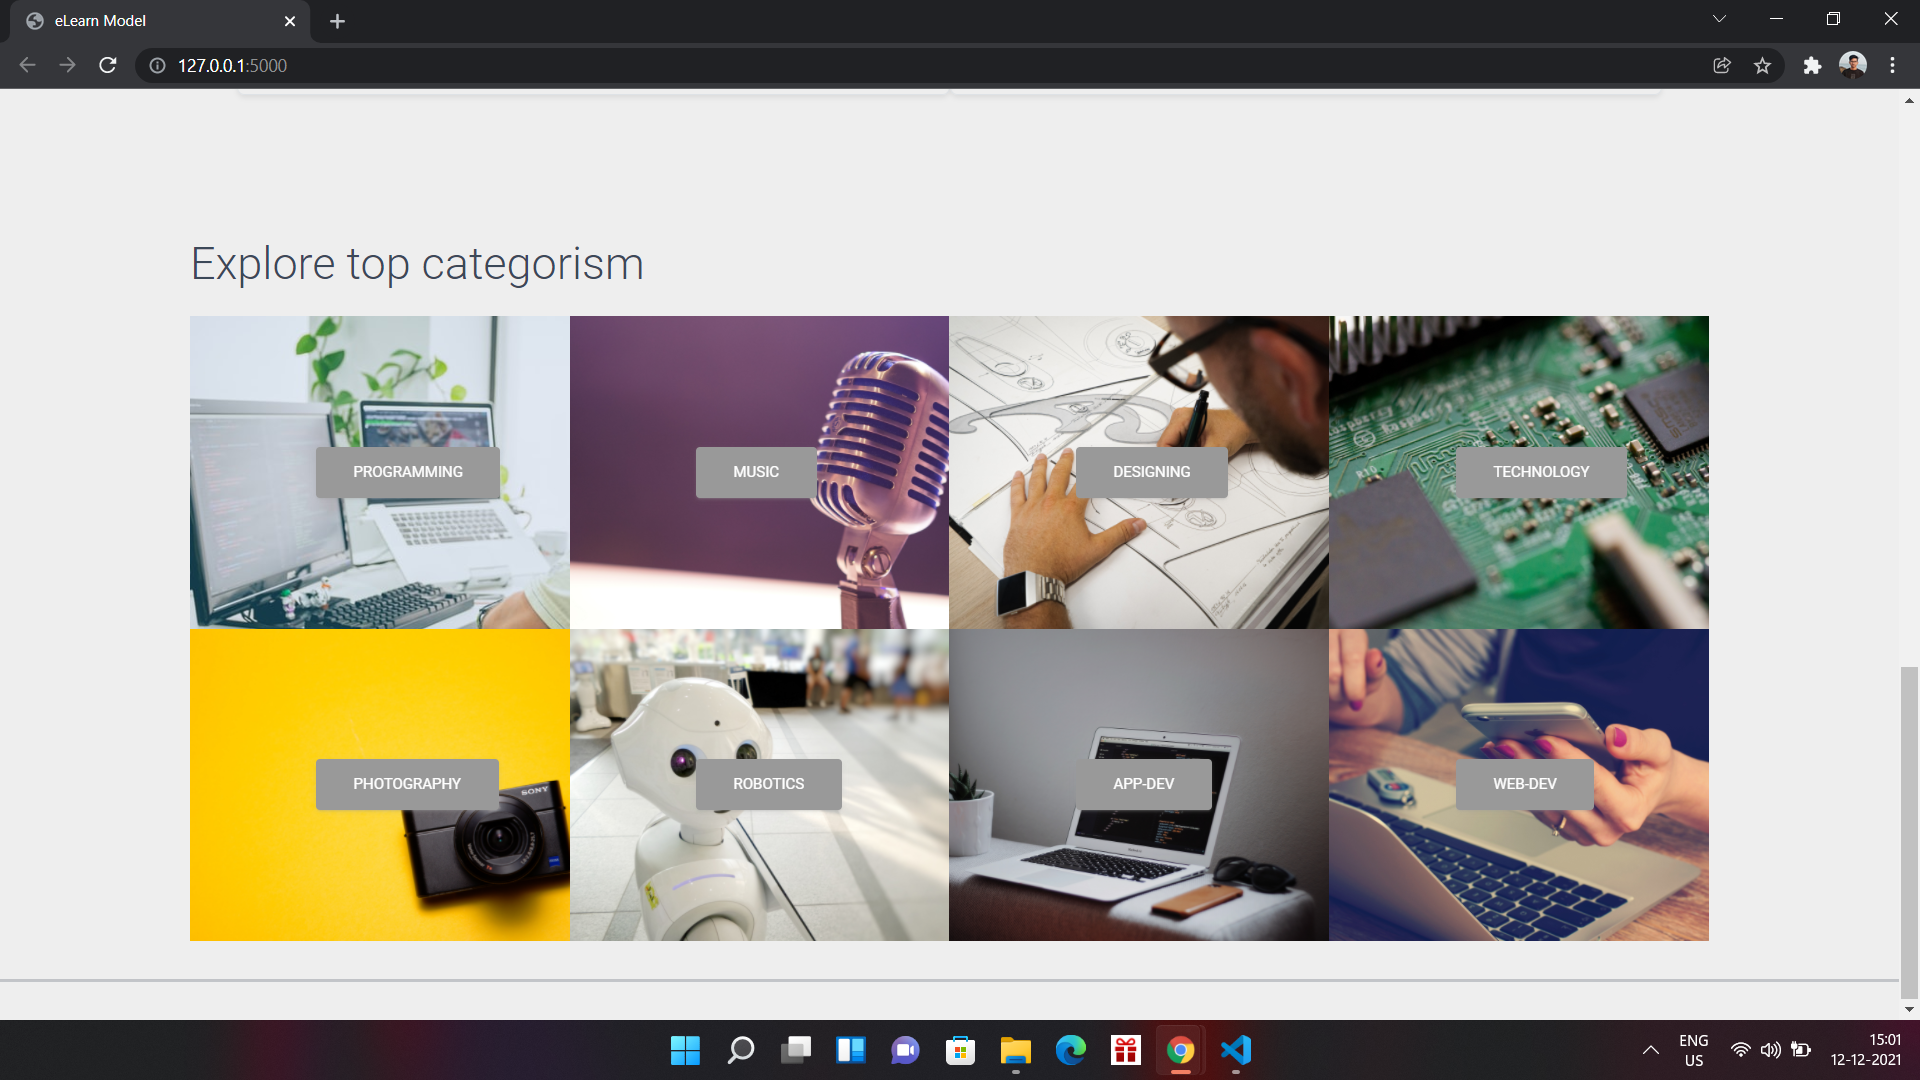 eLearn Model
127.0.0.1:5000
Explore top categorism
PROGRAMMING
MUSIC
DESIGNING
TECHNOLOGY
PHOTOGRAPHY
SONY
ROBOTICS
APP-DEV
WEB-DEV
ENG
US
15:01
12-12-2021